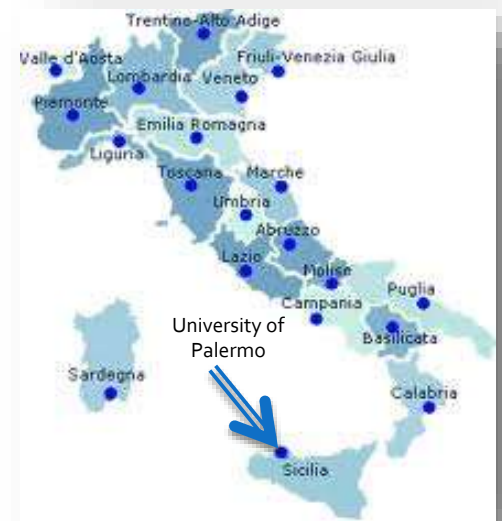 Trentino-Alto Adige
Valle d'Aosta
Friuli-Venezia Giulia
Lombardia
Veneto
Piemonte
Emilia Romagna
Liguria
Toscana
Marche
Umbria
Abruzzo
Lazio
Molise
Puglia
Campania
University of
Palermo
Basilicata
Sardegna
Calabria
Sicilia